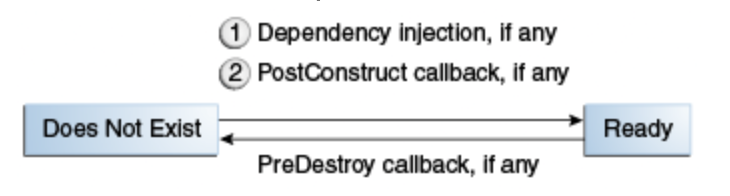 1 Dependency injection, if any
2 PostConstruct callback, if any
Does Not Exist
Ready
PreDestroy callback, if any